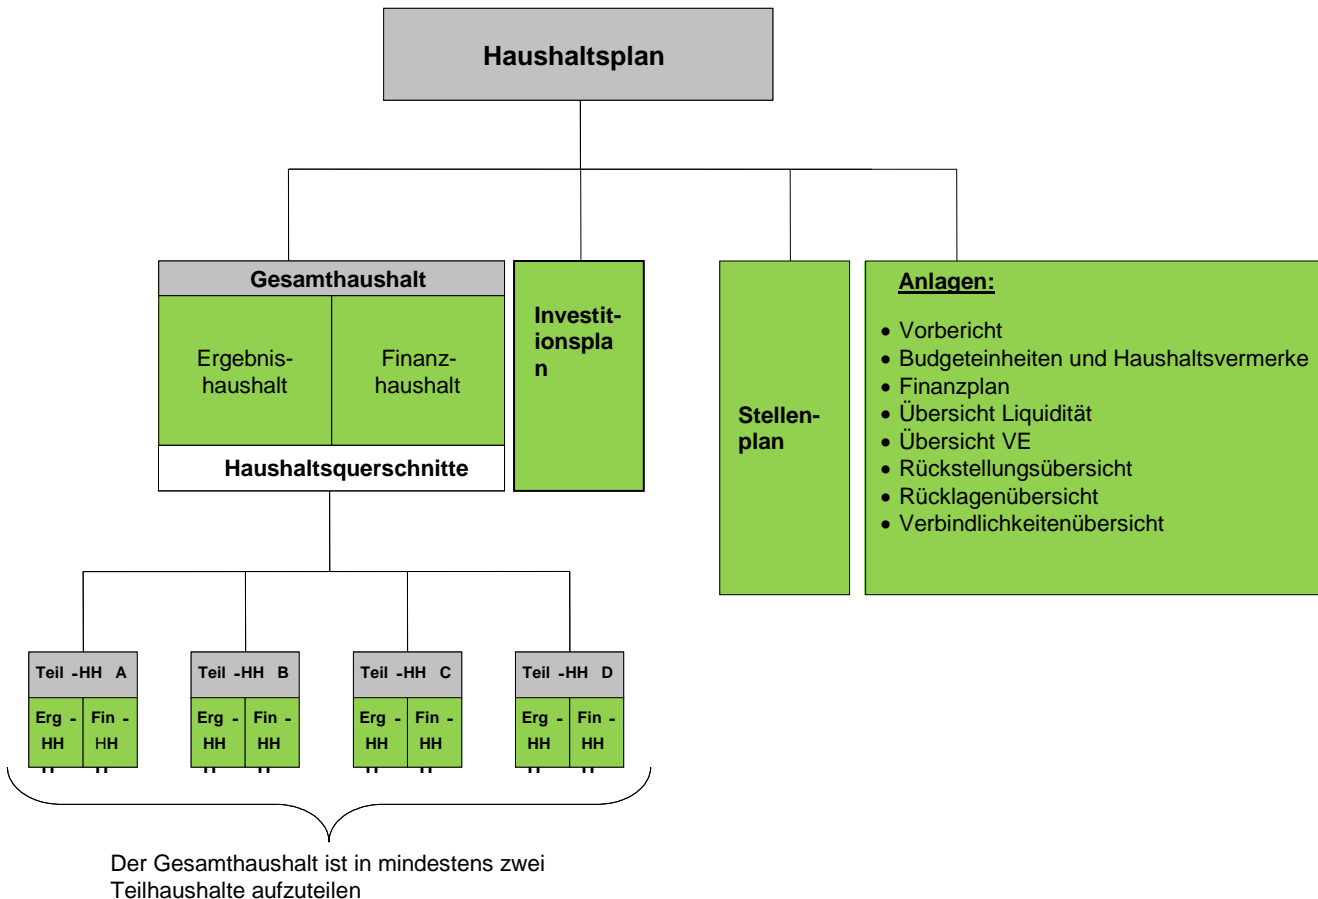 Haushaltsplan
Gesamthaushalt
Ergebnis-
haushalt
Finanz-
haushalt
Haushaltsquerschnitte
Investit-
ionspla
n
Stellen-
plan
Anlagen:
• Vorbericht
• Budgeteinheiten und Haushaltsvermerke
• Finanzplan
• Übersicht Liquidität
• Übersicht VE
• Rückstellungsübersicht
• Rücklagenübersicht
• Verbindlichkeitenübersicht
Teil -HH A
Erg -
HH
Fin -
HH
Teil -HH B
Erg -
HH
Fin -
HH
Teil -HH C
Erg -
HH
Fin -
HH
Teil -HH D
Erg -
HH
Fin -
HH
Der Gesamthaushalt ist in mindestens zwei
Teilhaushalte aufzuteilen